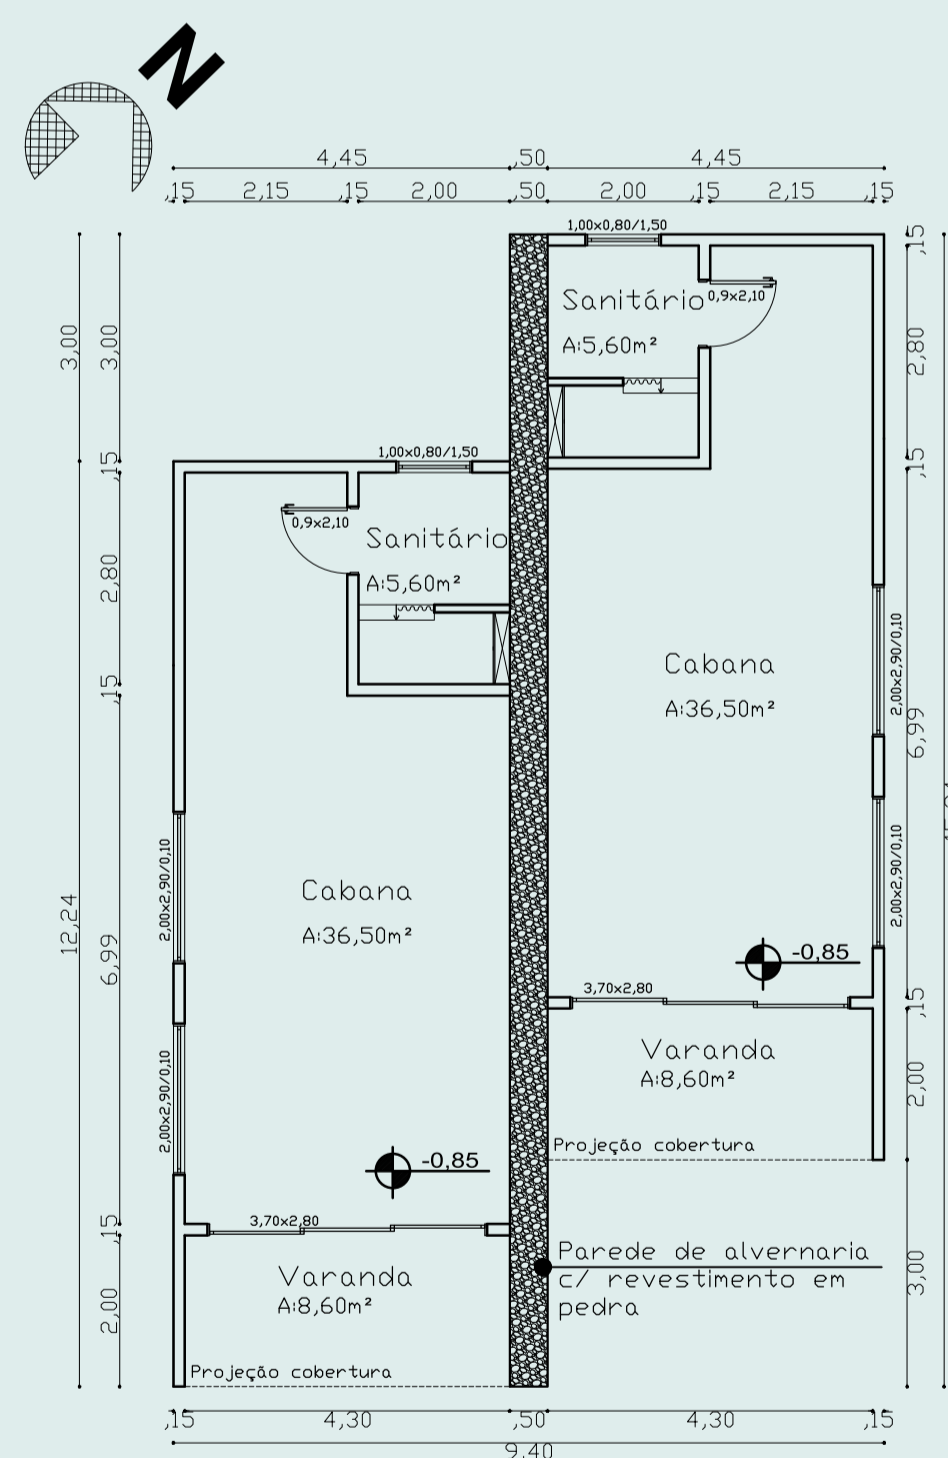 N
4,45 ,50 4,45
,15 2,15 ,15 2,00 ,50 2,00 ,15 2,15 ,15
1,00x0,80/1,50
,15
Sanitário
0,9x2,10
A:5,60m²
3,00
3,00
2,80
1,00x0,80/1,50
,15
,15
0,9x2,10
Sanitário
A:5,60m²
2,80
,15
Cabana
A:36,50m²
2,00x2,90/0,10
6,99
Cabana
A:36,50m²
2,00x2,90/0,10
2,00x2,90/0,10
12,24
6,99
-0,85
3,70x2,80
,15
Varanda
A:8,60m²
2,00
2,00x2,90/0,10
Projeção cobertura
-0,85
3,70x2,80
,15
Varanda
A:8,60m²
2,00
Parede de alvernaria
c/ revestimento em
pedra
3,00
Projeção cobertura
,15 4,30 ,50 4,30 ,15
9,40